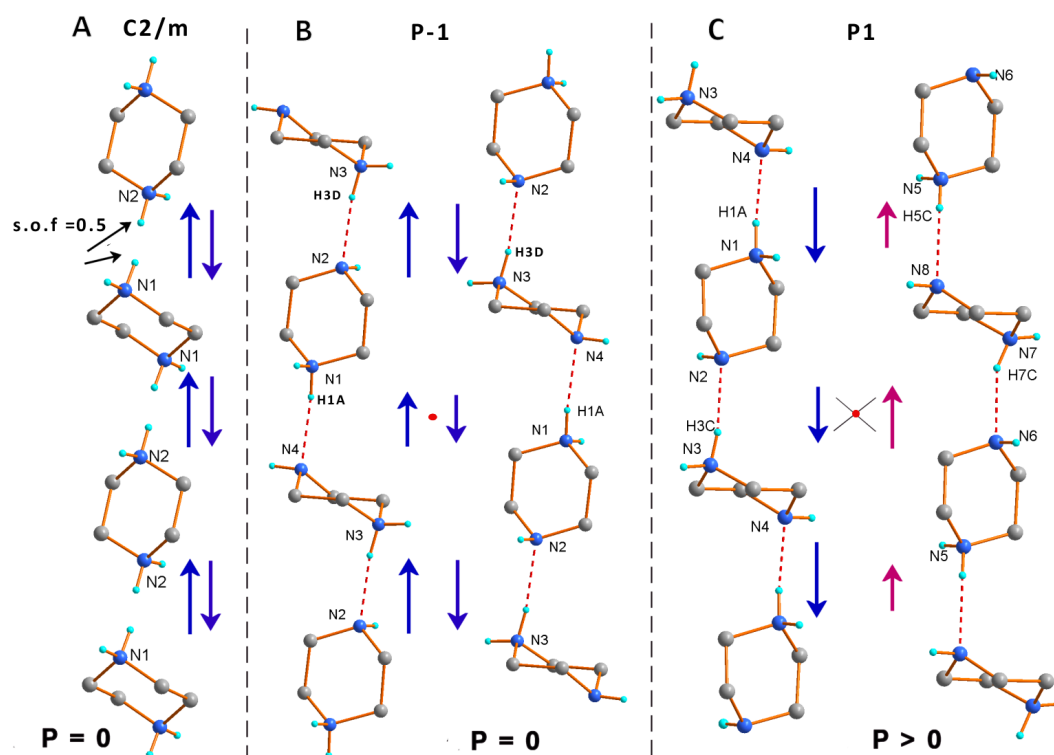 A C2/m
N2
s.o.f =0.5
N1
N1
N2
N2
N1
P = 0
B P-1
N3
H3D
N2
N2
H3D
N3
N4
N1
H1A
H1A
N1
N4
N3
N2
N2
N3
P = 0
C P1
N3
N4
H1A
N1
N2
H3C
N3
N4
N6
N5
H5C
N8
N7
H7C
N6
N5
P > 0